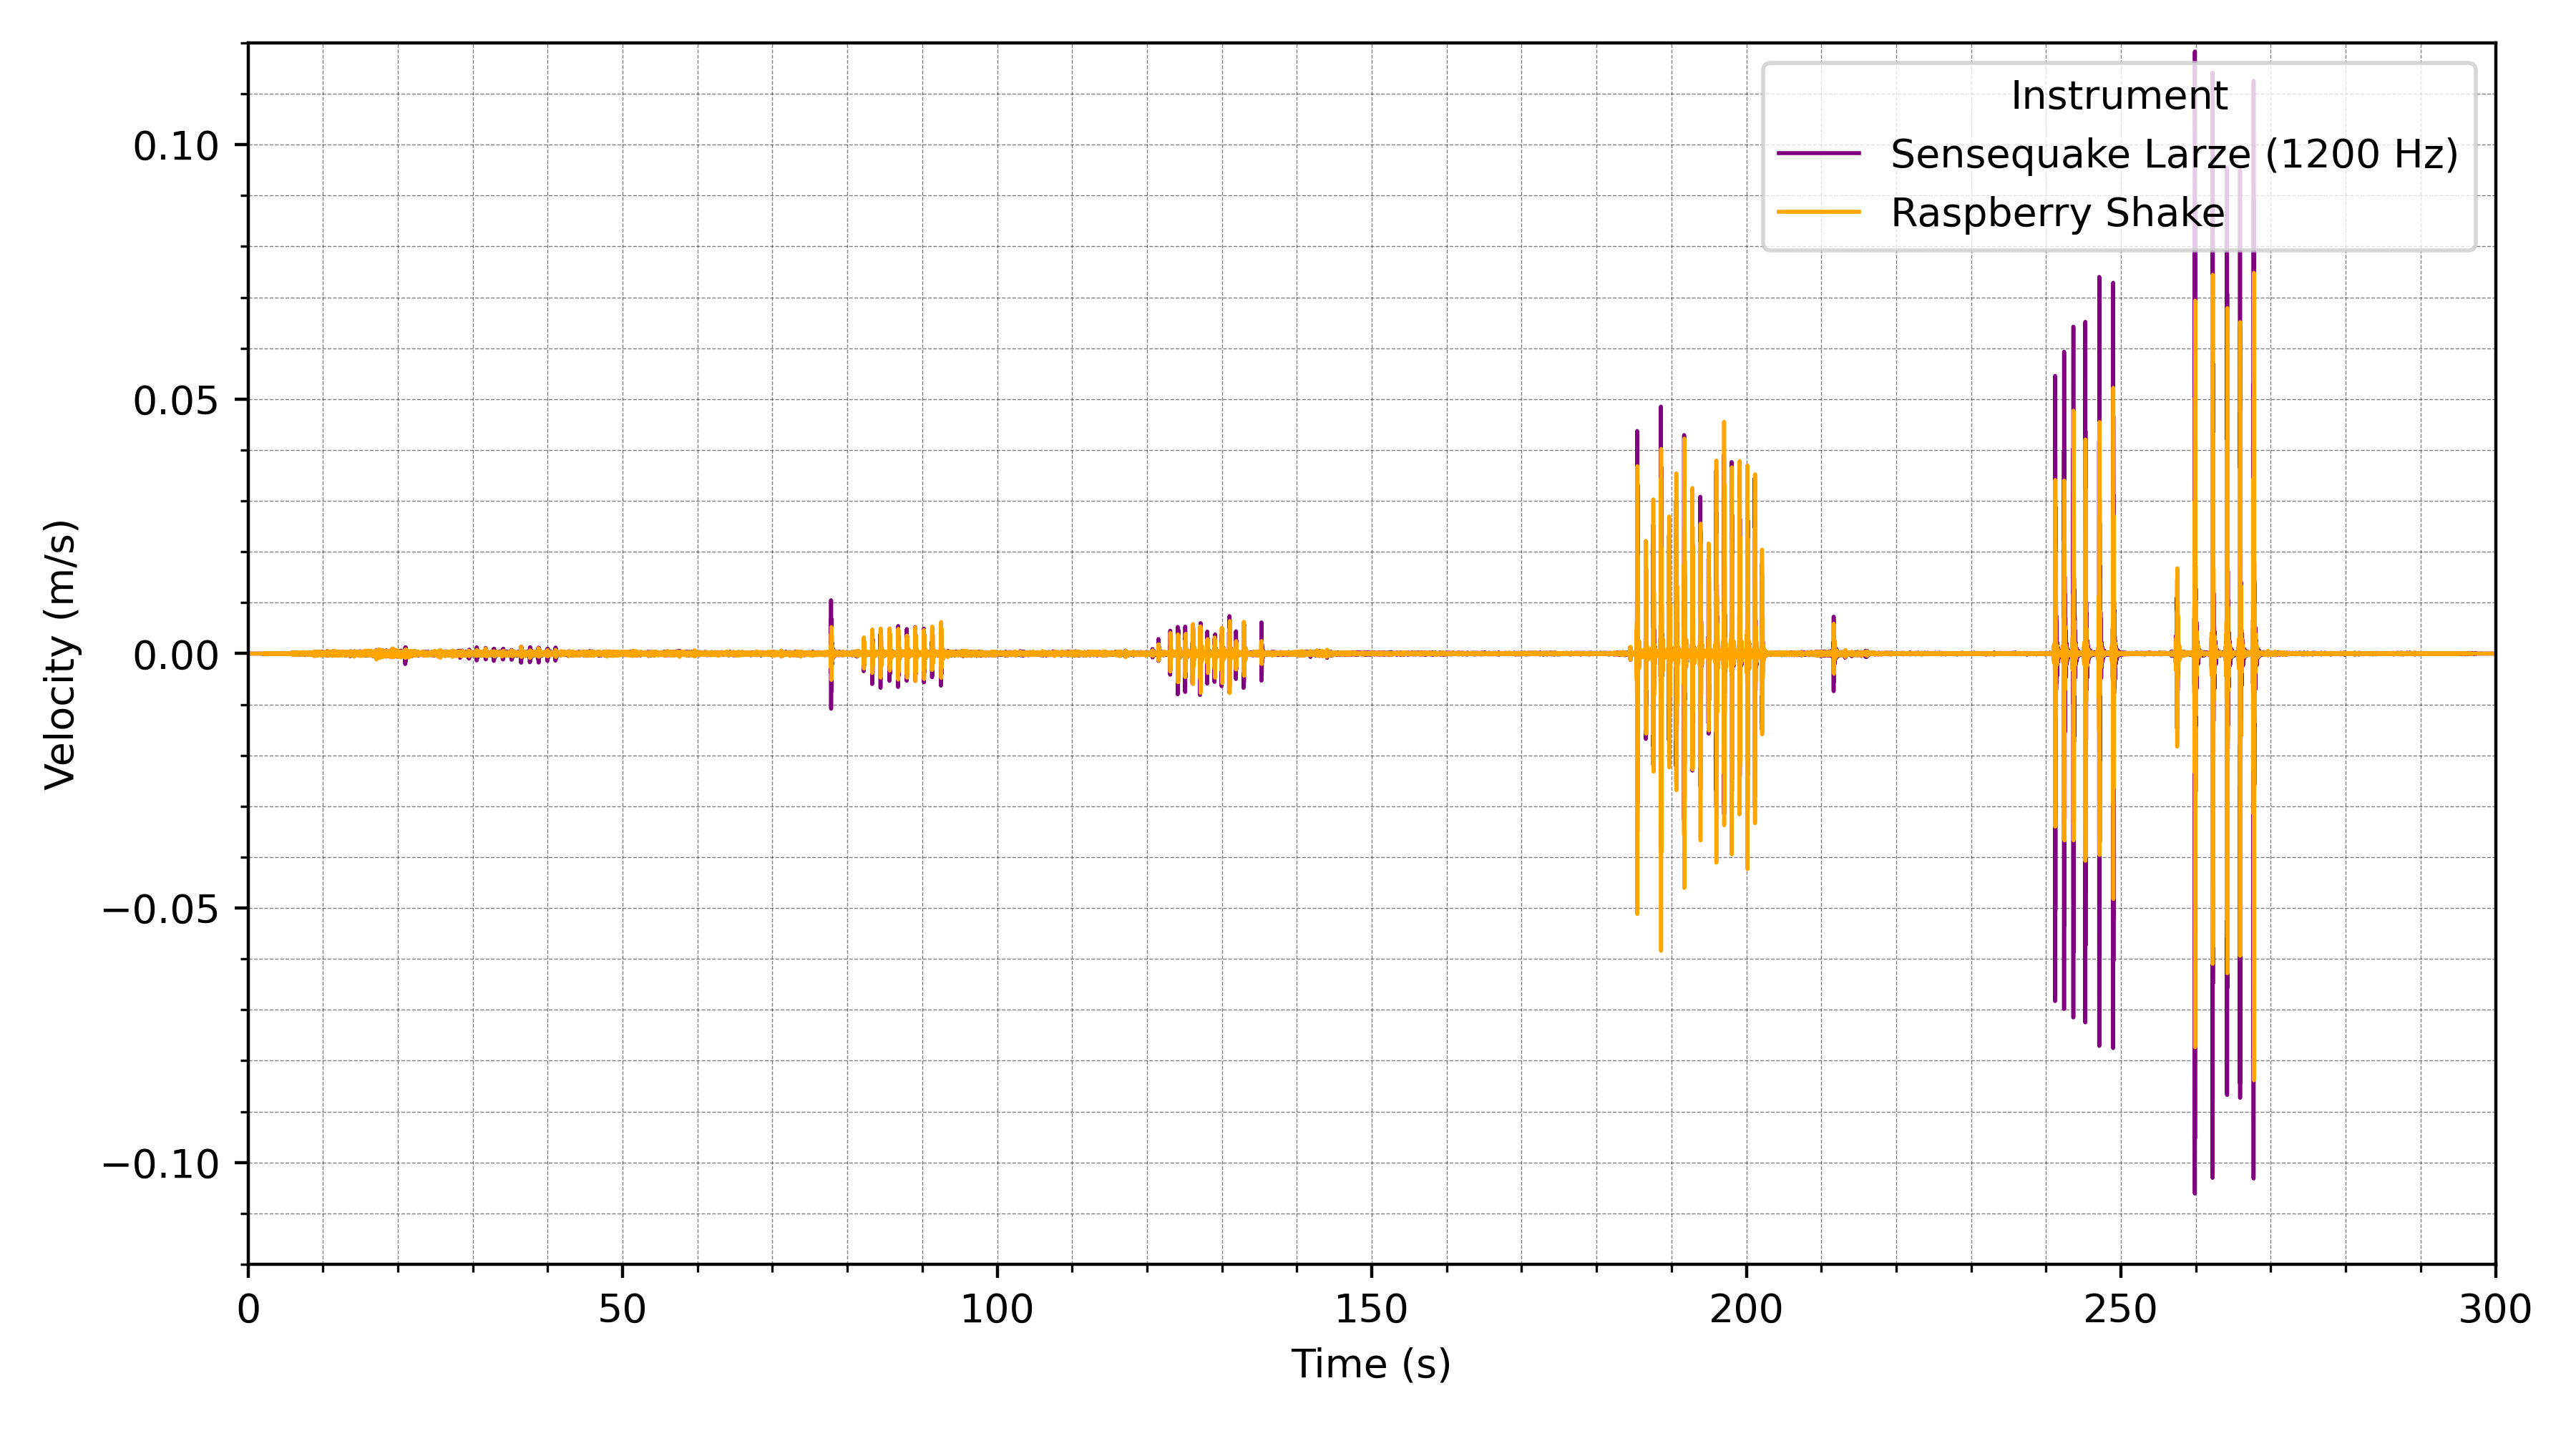 Instrument
Sensequake Larze (1200 Hz)
Raspberry Shake
0.10
0.05
0.00
−0.05
−0.10
Velocity (m/s)
0 50 100 150 200 250 300
Time (s)